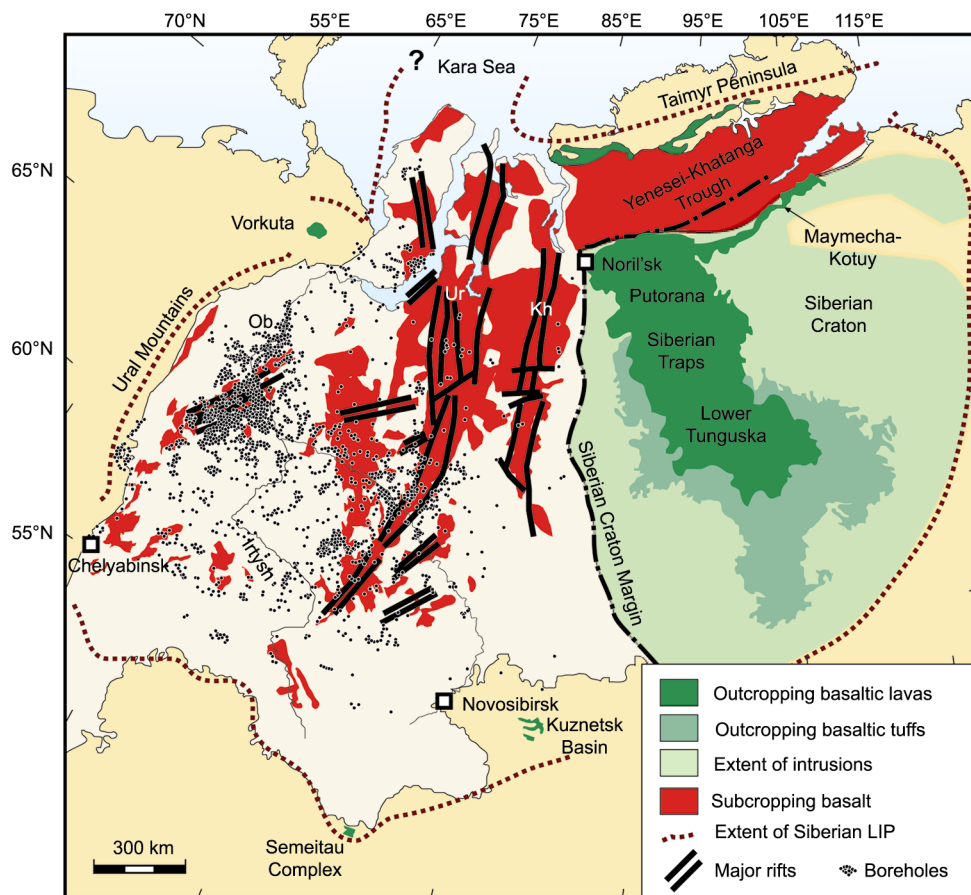 70°N 55°E 65°E 75°E 85°E 95°E 105°E 115°E
?
Kara Sea
Taimyr Peninsula
65°N
Yenesei-Khatanga
Trough
Vorkuta
Maymecha-
Kotuy
Noril'sk
Ur
Kh
Putorana
Siberian
Craton
Ob
Ural Mountains
60°N
Siberian
Traps
Lower
Tunguska
Siberian Craton Margin
55°N
Irtysh
Chelyabinsk
Novosibirsk
Kuznetsk
Basin
Semeitau
Complex
300 km
Outcropping basaltic lavas
Outcropping basaltic tuffs
Extent of intrusions
Subcropping basalt
Extent of Siberian LIP
Major rifts
Boreholes